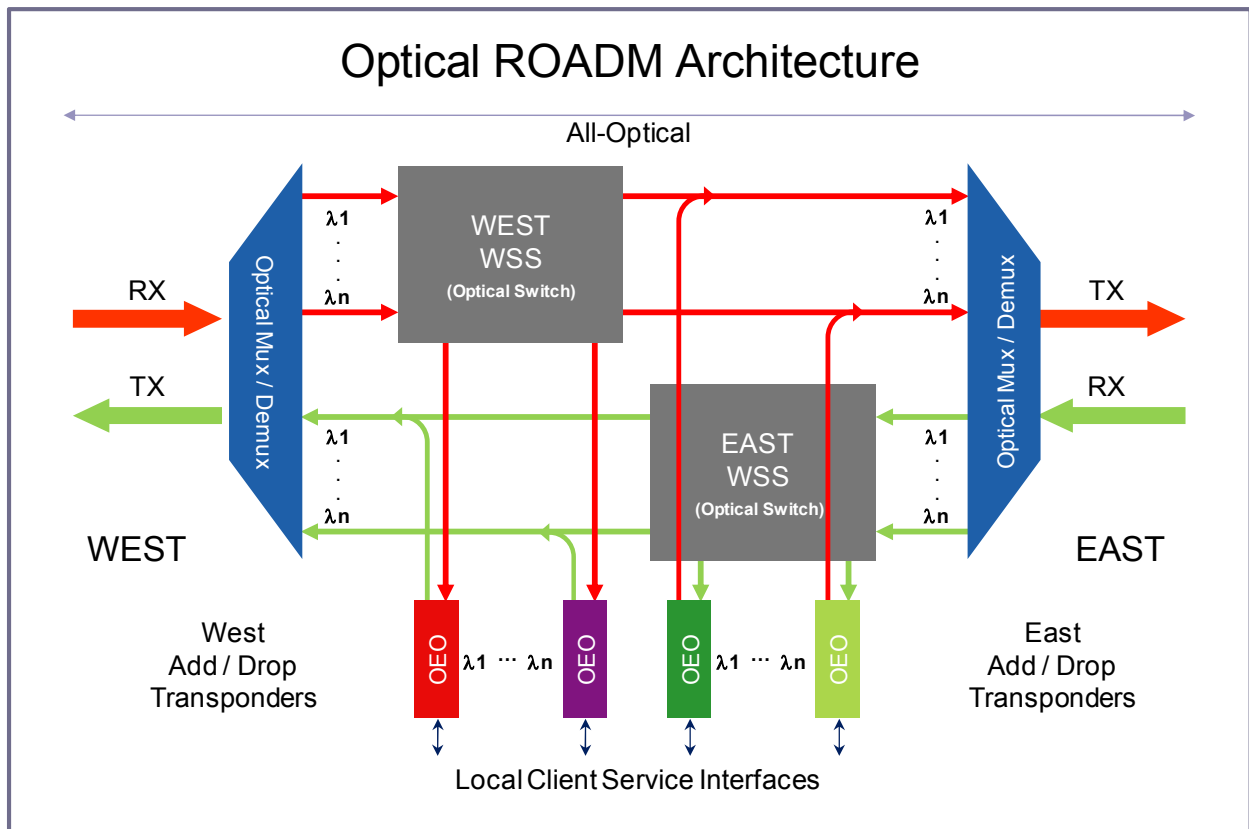 Optical ROADM Architecture
All-Optical
λ1
.
.
.
.
λn
WEST
WSS
(Optical Switch)
λ1
.
.
.
.
λn
RX
Optical Mux / Demux
TX
Optical Mux / Demux
TX
RX
λ1
.
.
.
.
λn
EAST
WSS
(Optical Switch)
λ1
.
.
.
.
λn
WEST
EAST
West
Add / Drop
Transponders
OEO
λ1 ... λn
OEO
OEO
λ1 ... λn
OEO
East
Add / Drop
Transponders
Local Client Service Interfaces